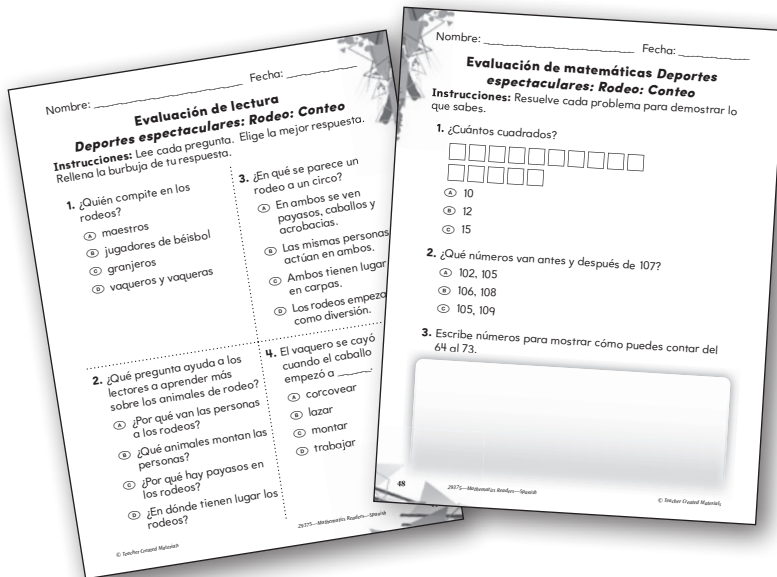 Nombre: ____________ Fecha: ____________
Evaluación de lectura
Deportes espectaculares: Rodeo: Conteo
Instrucciones: Lee cada pregunta. Elige la mejor respuesta.
Rellena la burbuja de tu respuesta.
1. ¿Quién compite en los
rodeos?
A maestros
B jugadores de béisbol
C granjeros
D vaqueros y vaqueras
2. ¿Qué pregunta ayuda a los
lectores a aprender más
sobre los animales de rodeo?
A ¿Por qué van las personas
a los rodeos?
B ¿Qué animales montan las
personas?
C ¿Por qué hay payasos en
los rodeos?
D ¿En dónde tienen lugar los
rodeos?
3. ¿En qué se parece un
rodeo a un circo?
A En ambos se ven
payasos, caballos y
acrobacias.
B Las mismas personas
actúan en ambos.
C Ambos tienen lugar
en carpas.
D Los rodeos empeza
como diversión.
4. El vaquero se cayó
cuando el caballo
empezó a ______.
A corcovear
B lazar
C montar
D trabajar
© Teacher Created Materials
29375—Mathematics Readers—Spanish
Nombre: ____________ Fecha: ____________
Evaluación de matemáticas Deportes
espectaculares: Rodeo: Conteo
Instrucciones: Resuelve cada problema para demostrar lo
que sabes.
1. ¿Cuántos cuadrados?
A 10
B 12
C 15
2. ¿Qué números van antes y después de 107?
A 102, 105
B 106, 108
C 105, 109
3. Escribe números para mostrar cómo puedes contar del
64 al 73.
48
29375—Mathematics Readers—Spanish
© Teacher Created Materials